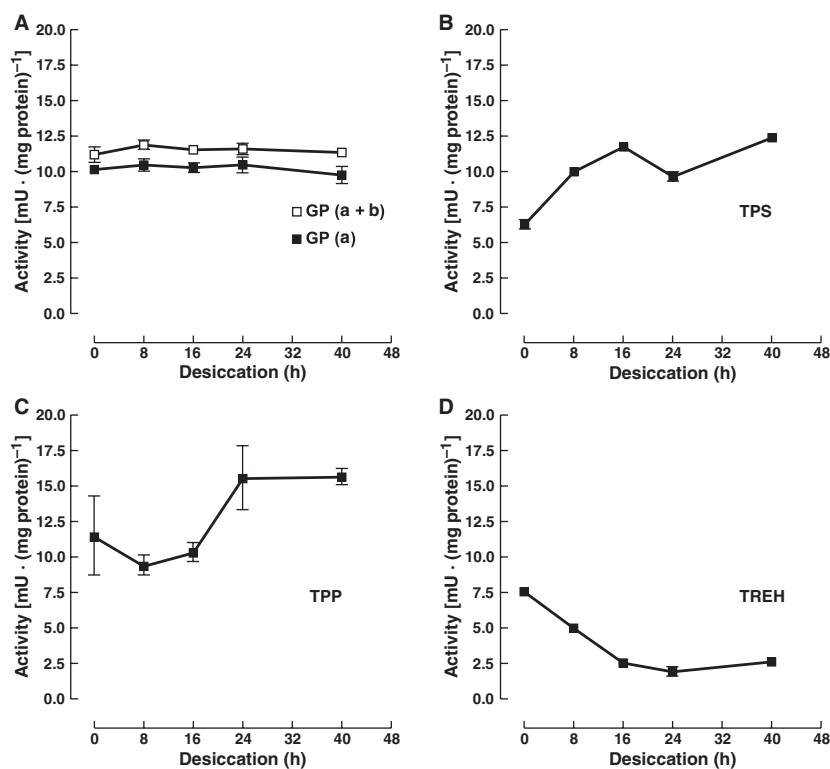 A
Activity [mU · (mg protein)⁻¹]
20.0
17.5
15.0
12.5
10.0
7.5
5.0
2.5
0.0
GP (a + b)
GP (a)
0 8 16 24 32 40 48
Desiccation (h)
B
Activity [mU · (mg protein)⁻¹]
20.0
17.5
15.0
12.5
10.0
7.5
5.0
2.5
0.0
TPS
0 8 16 24 32 40 48
Desiccation (h)
C
Activity [mU · (mg protein)⁻¹]
20.0
17.5
15.0
12.5
10.0
7.5
5.0
2.5
0.0
TPP
0 8 16 24 32 40 48
Desiccation (h)
D
Activity [mU · (mg protein)⁻¹]
20.0
17.5
15.0
12.5
10.0
7.5
5.0
2.5
0.0
TREH
0 8 16 24 32 40 48
Desiccation (h)